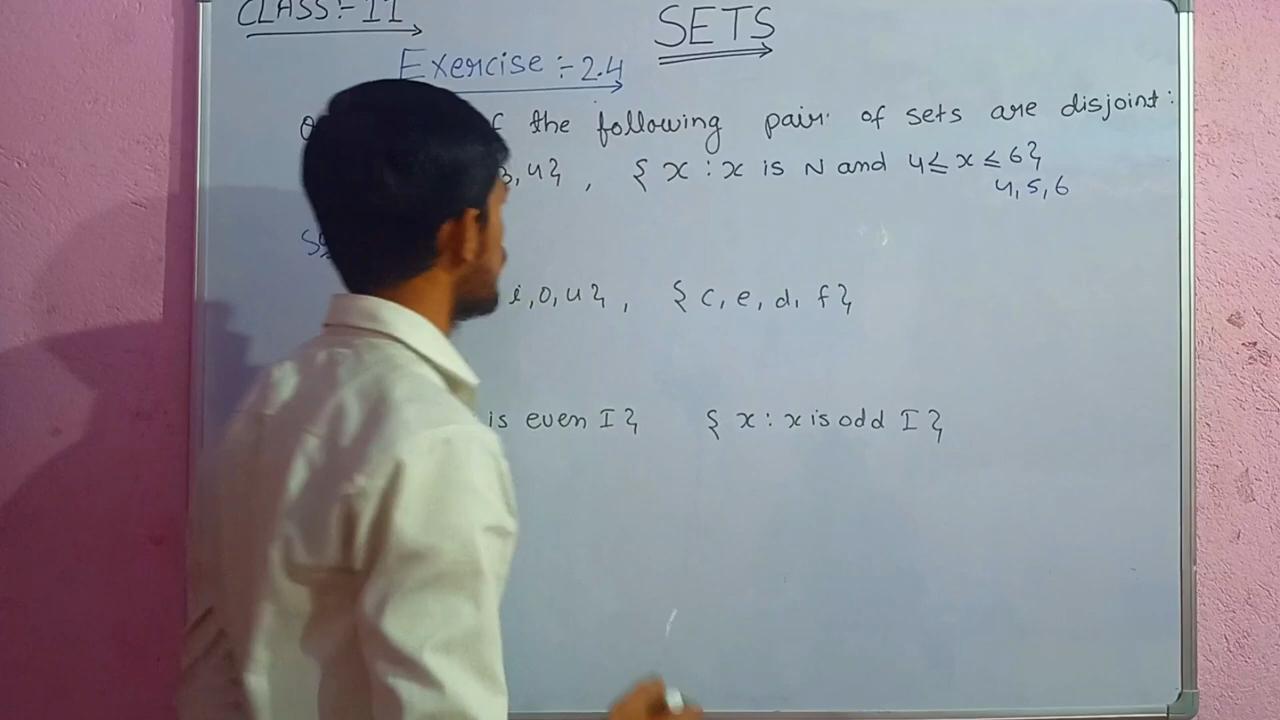 CLASS:- 11
SETS
Exercise :- 2.4
the following pair of sets are disjoint:
3,4} , { x : x is N and 4 ≤ x ≤ 6}
4,5,6
i,o,u} , { c, e, d, f }
is even I} { x : x is odd I }